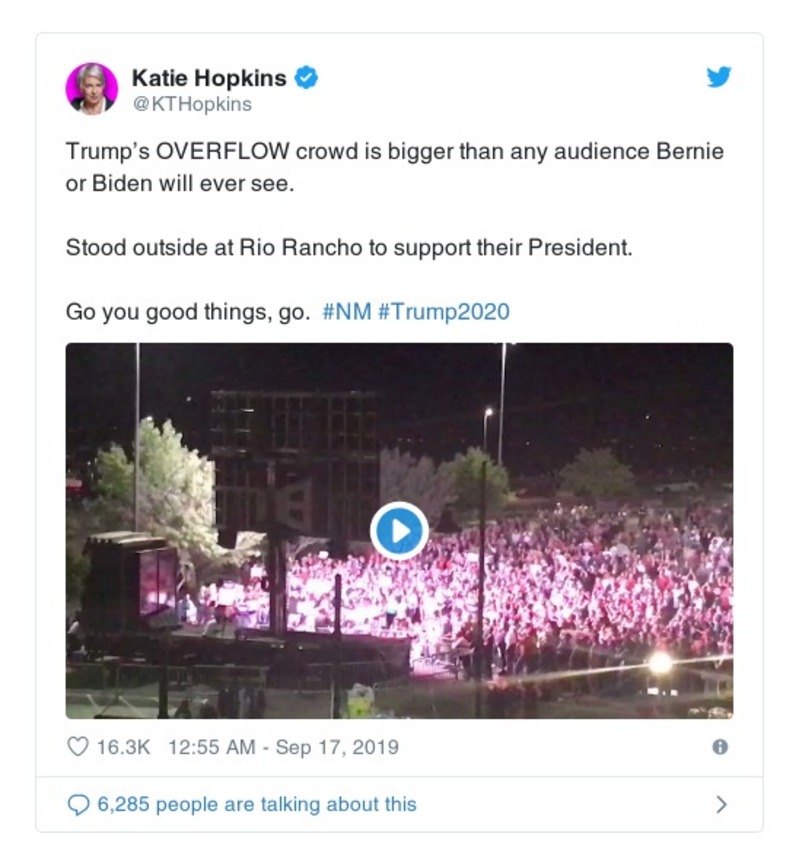 Katie Hopkins
@KTHopkins
Trump's OVERFLOW crowd is bigger than any audience Bernie
or Biden will ever see.
Stood outside at Rio Rancho to support their President.
Go you good things, go. #NM #Trump2020
16.3K 12:55 AM - Sep 17, 2019
6,285 people are talking about this